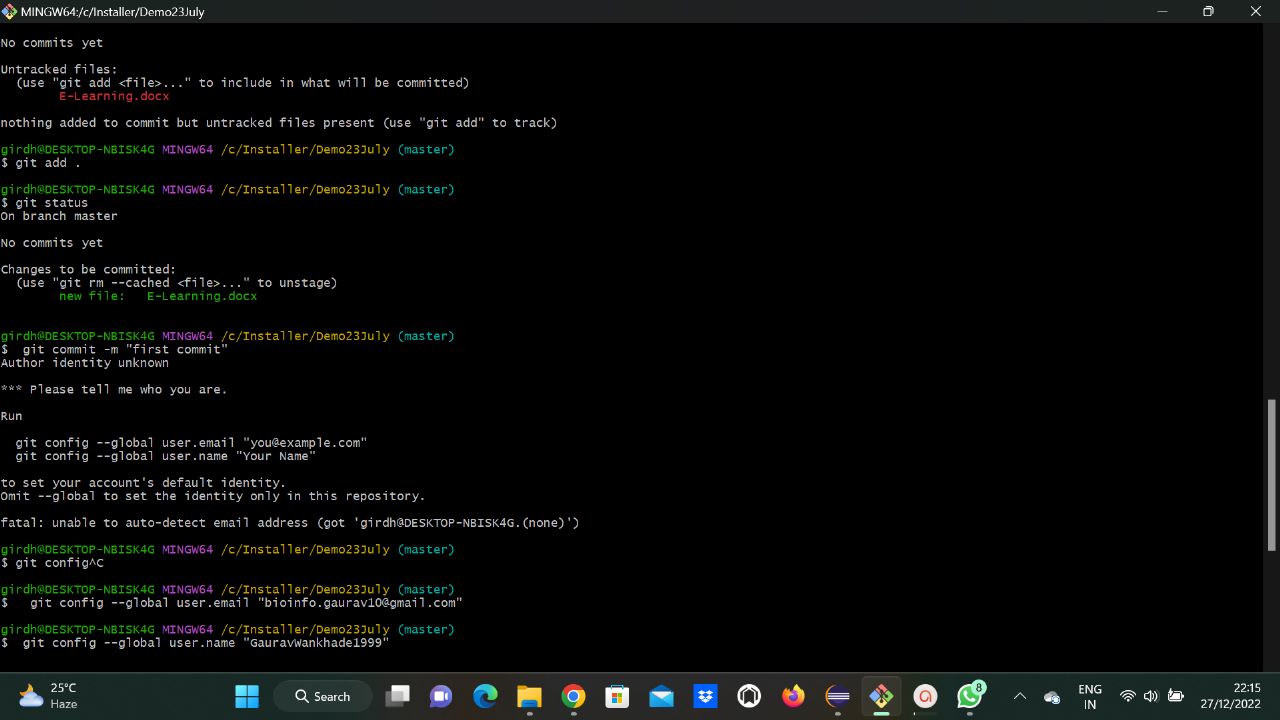 MINGW64:/c/Installer/Demo23July
No commits yet
Untracked files:
(use "git add <file>..." to include in what will be committed)
E-Learning.docx
nothing added to commit but untracked files present (use "git add" to track)
girdh@DESKTOP-NBISK4G MINGW64 /c/Installer/Demo23July (master)
$ git add .
girdh@DESKTOP-NBISK4G MINGW64 /c/Installer/Demo23July (master)
$ git status
On branch master
No commits yet
Changes to be committed:
(use "git rm --cached <file>..." to unstage)
new file:   E-Learning.docx
girdh@DESKTOP-NBISK4G MINGW64 /c/Installer/Demo23July (master)
$  git commit -m "first commit"
Author identity unknown
*** Please tell me who you are.
Run
git config --global user.email "you@example.com"
git config --global user.name "Your Name"
to set your account's default identity.
Omit --global to set the identity only in this repository.
fatal: unable to auto-detect email address (got 'girdh@DESKTOP-NBISK4G.(none)')
girdh@DESKTOP-NBISK4G MINGW64 /c/Installer/Demo23July (master)
$ git config^C
girdh@DESKTOP-NBISK4G MINGW64 /c/Installer/Demo23July (master)
$   git config --global user.email "bioinfo.gaurav10@gmail.com"
girdh@DESKTOP-NBISK4G MINGW64 /c/Installer/Demo23July (master)
$  git config --global user.name "GauravWankhade1999"
25°C
Haze
Search
8
ENG
IN
22:15
27/12/2022